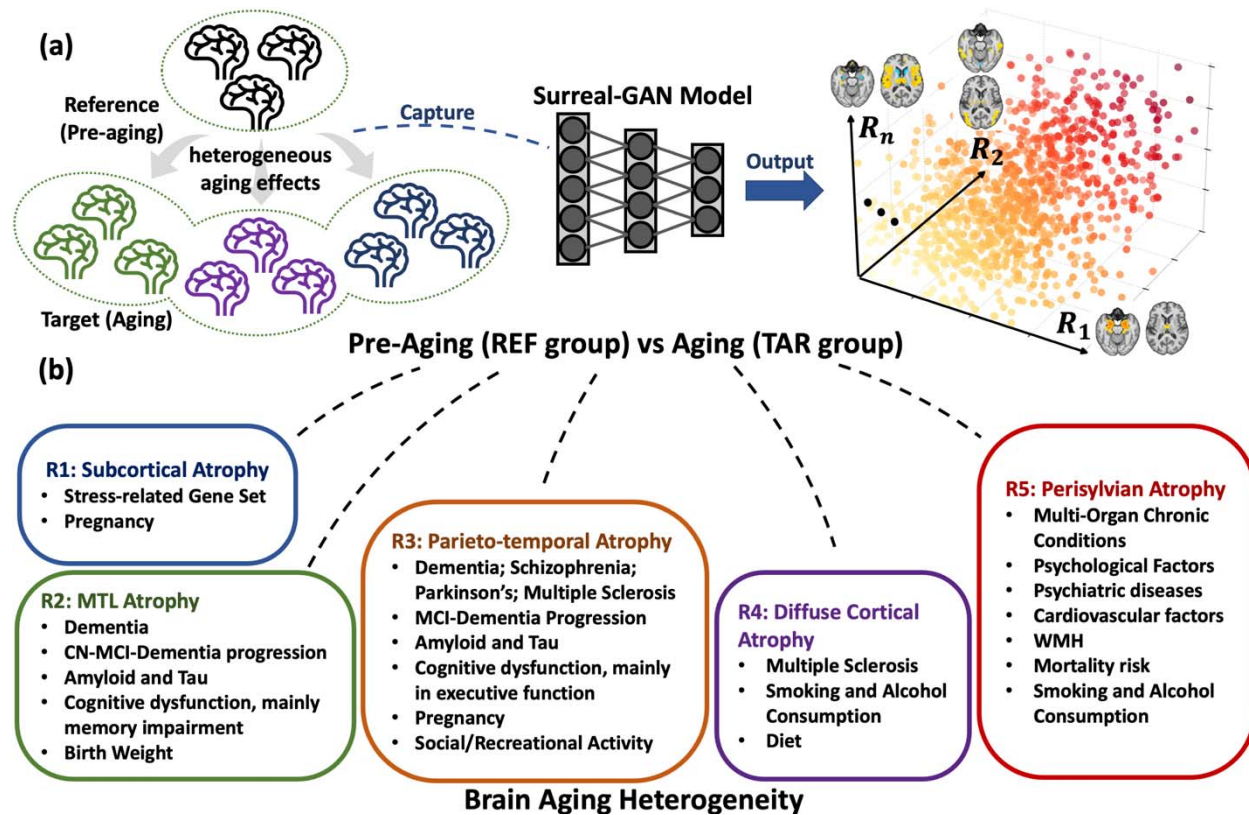 (a)
Reference
(Pre-aging)
heterogeneous
aging effects
Target (Aging)
Capture
Surreal-GAN Model
Output
Rn
R2
R1
Pre-Aging (REF group) vs Aging (TAR group)
(b)
R1: Subcortical Atrophy
• Stress-related Gene Set
• Pregnancy
R2: MTL Atrophy
• Dementia
• CN-MCI-Dementia progression
• Amyloid and Tau
• Cognitive dysfunction, mainly
memory impairment
• Birth Weight
R3: Parieto-temporal Atrophy
• Dementia; Schizophrenia;
Parkinson’s; Multiple Sclerosis
• MCI-Dementia Progression
• Amyloid and Tau
• Cognitive dysfunction, mainly
in executive function
• Pregnancy
• Social/Recreational Activity
R4: Diffuse Cortical
Atrophy
• Multiple Sclerosis
• Smoking and Alcohol
Consumption
• Diet
R5: Perisylvian Atrophy
• Multi-Organ Chronic
Conditions
• Psychological Factors
• Psychiatric diseases
• Cardiovascular factors
• WMH
• Mortality risk
• Smoking and Alcohol
Consumption
Brain Aging Heterogeneity